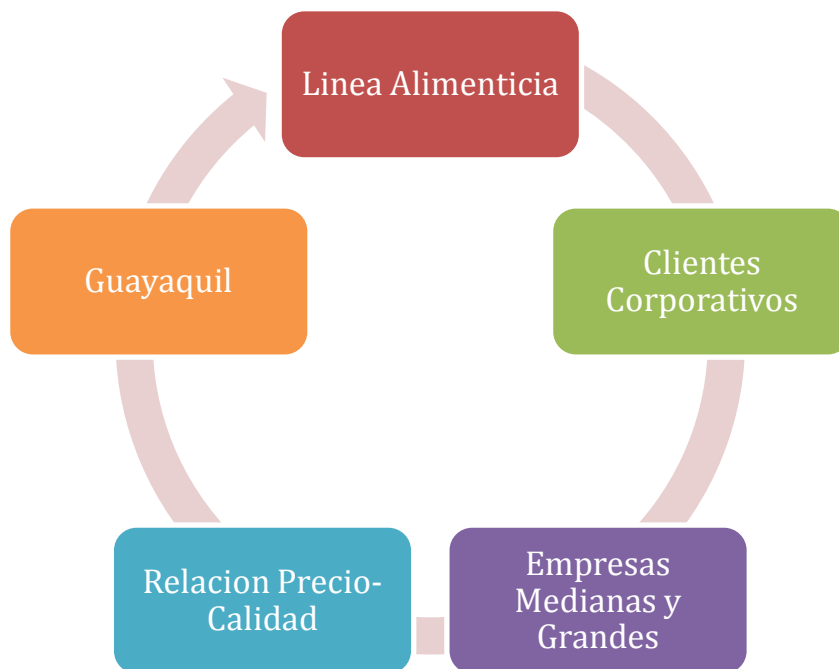 Linea Alimenticia
Clientes
Corporativos
Empresas
Medianas y
Grandes
Relacion Precio-
Calidad
Guayaquil